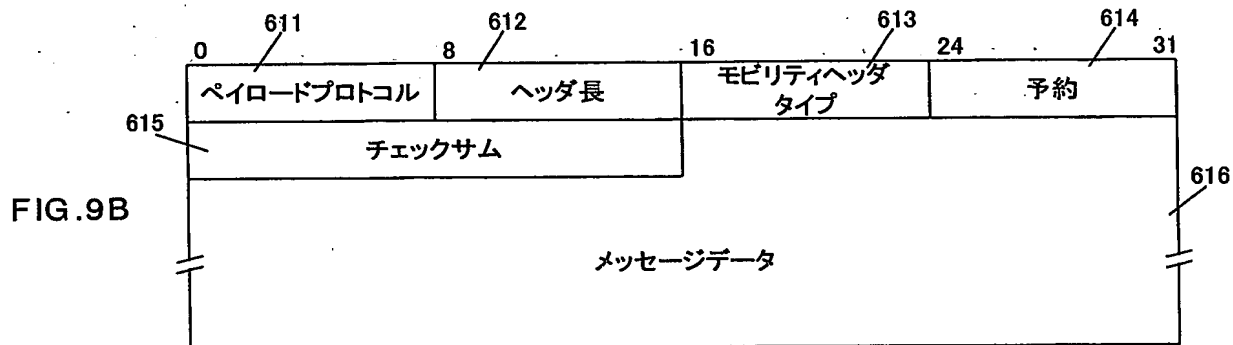 611 612 613 614
0 8 16 24 31
ペイロードプロトコル ヘッダ長 モビリティヘッダ 予約
タイプ
615
チェックサム
616
FIG.9B
メッセージデータ